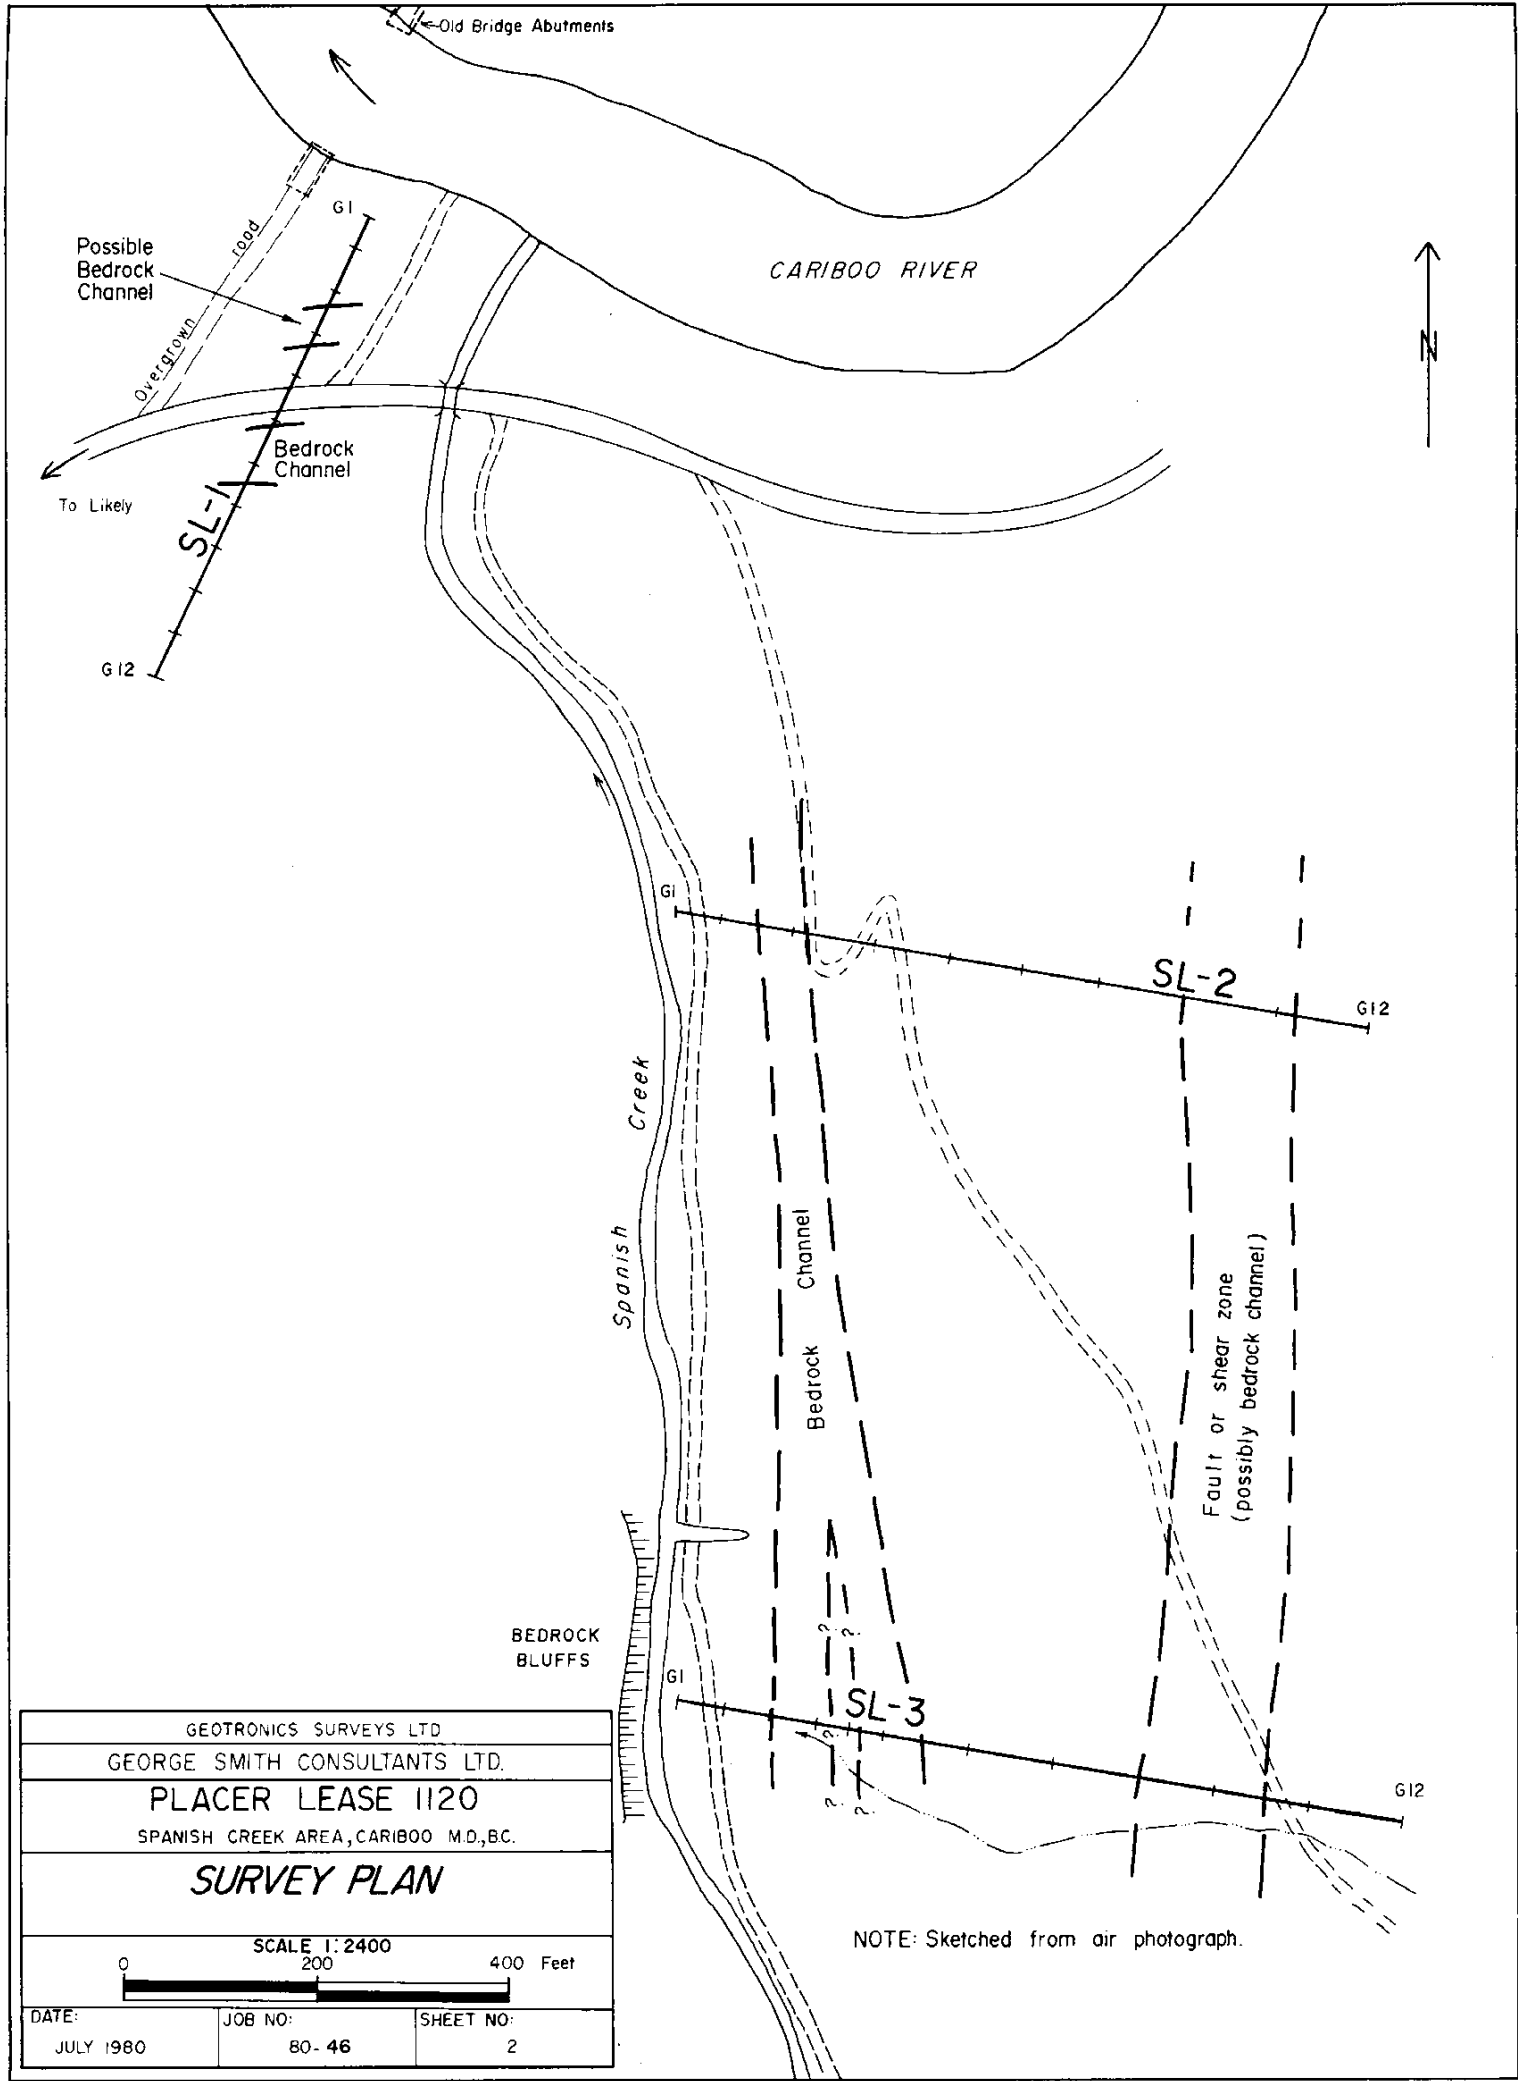 Old Bridge Abutments
G1
road
Overgrown
Possible
Bedrock
Channel
CARIBOO RIVER
N
Bedrock
Channel
To Likely
SL-1
G12
G1
SL-2
G12
Spanish Creek
Bedrock Channel
Fault or shear zone
(possibly bedrock channel)
BEDROCK
BLUFFS
? ?
G1
SL-3
?
? ?
G12
NOTE: Sketched from air photograph.
GEOTRONICS SURVEYS LTD
GEORGE SMITH CONSULTANTS LTD.
PLACER LEASE 1120
SPANISH CREEK AREA, CARIBOO M.D., B.C.
SURVEY PLAN
SCALE 1:2400
0 200 400 Feet
DATE: JOB NO: SHEET NO:
JULY 1980 80-46 2